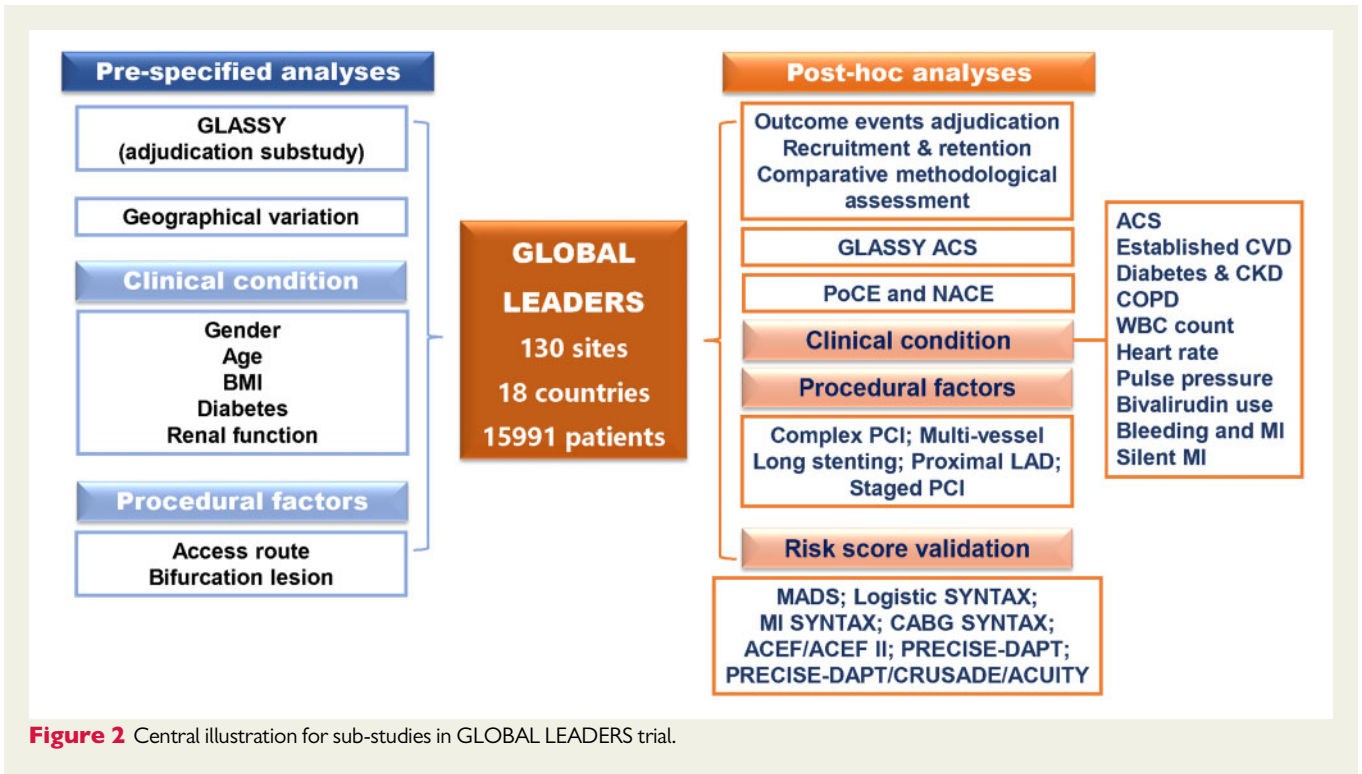 Pre-specified analyses
GLASSY
(adjudication substudy)
Geographical variation
Clinical condition
Gender
Age
BMI
Diabetes
Renal function
Procedural factors
Access route
Bifurcation lesion
GLOBAL
LEADERS
130 sites
18 countries
15991 patients
Post-hoc analyses
Outcome events adjudication
Recruitment & retention
Comparative methodological
assessment
GLASSY ACS
PoCE and NACE
Clinical condition
Procedural factors
Complex PCI; Multi-vessel
Long stenting; Proximal LAD;
Staged PCI
Risk score validation
MADS; Logistic SYNTAX;
MI SYNTAX; CABG SYNTAX;
ACEF/ACEF II; PRECISE-DAPT;
PRECISE-DAPT/CRUSADE/ACUITY
ACS
Established CVD
Diabetes & CKD
COPD
WBC count
Heart rate
Pulse pressure
Bivalirudin use
Bleeding and MI
Silent MI
Figure 2 Central illustration for sub-studies in GLOBAL LEADERS trial.